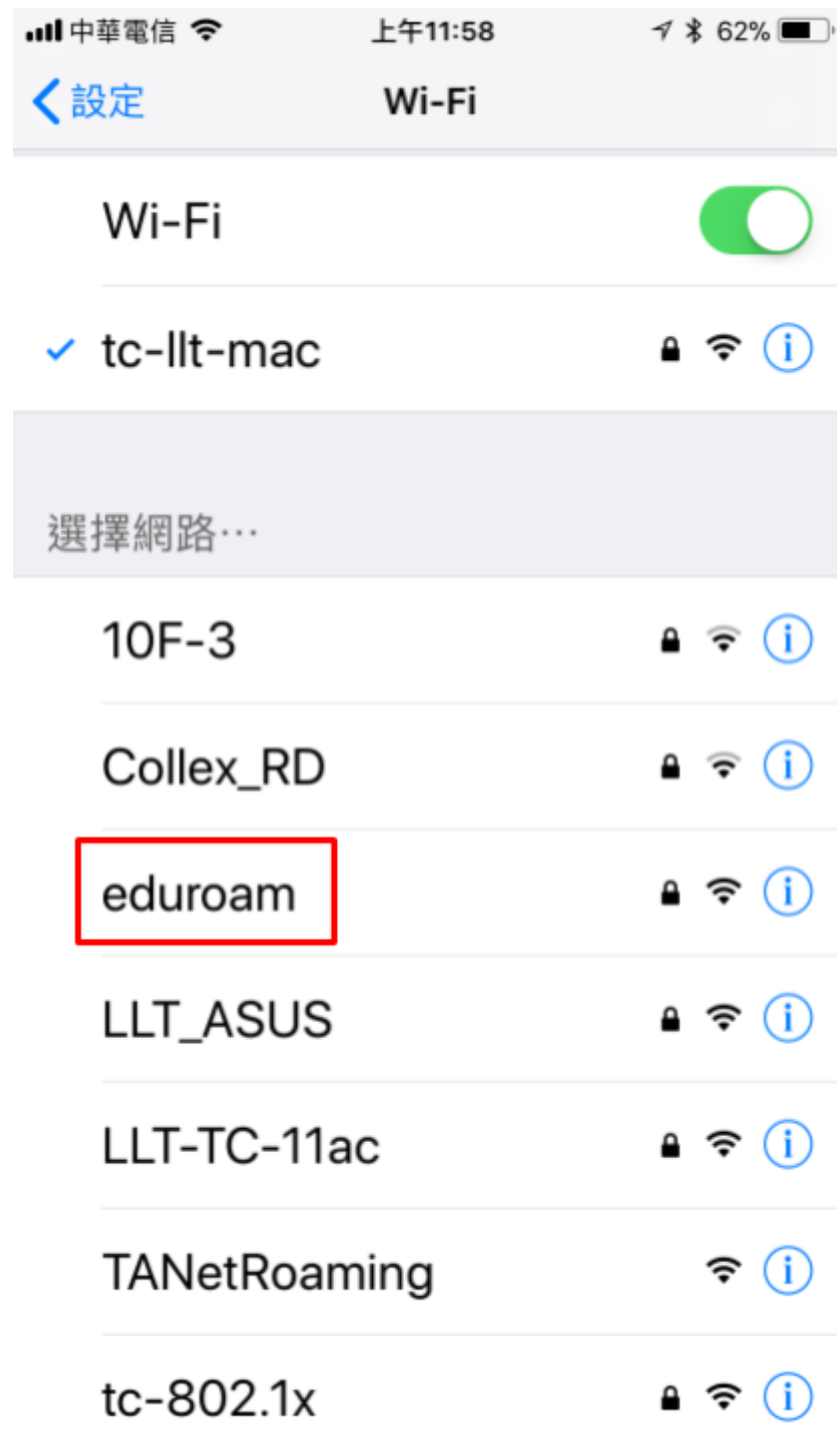 中華電信 上午11:58 62%
設定 Wi-Fi
Wi-Fi
tc-llt-mac
選擇網路⋯
10F-3
Collex_RD
eduroam
LLT_ASUS
LLT-TC-11ac
TANetRoaming
tc-802.1x